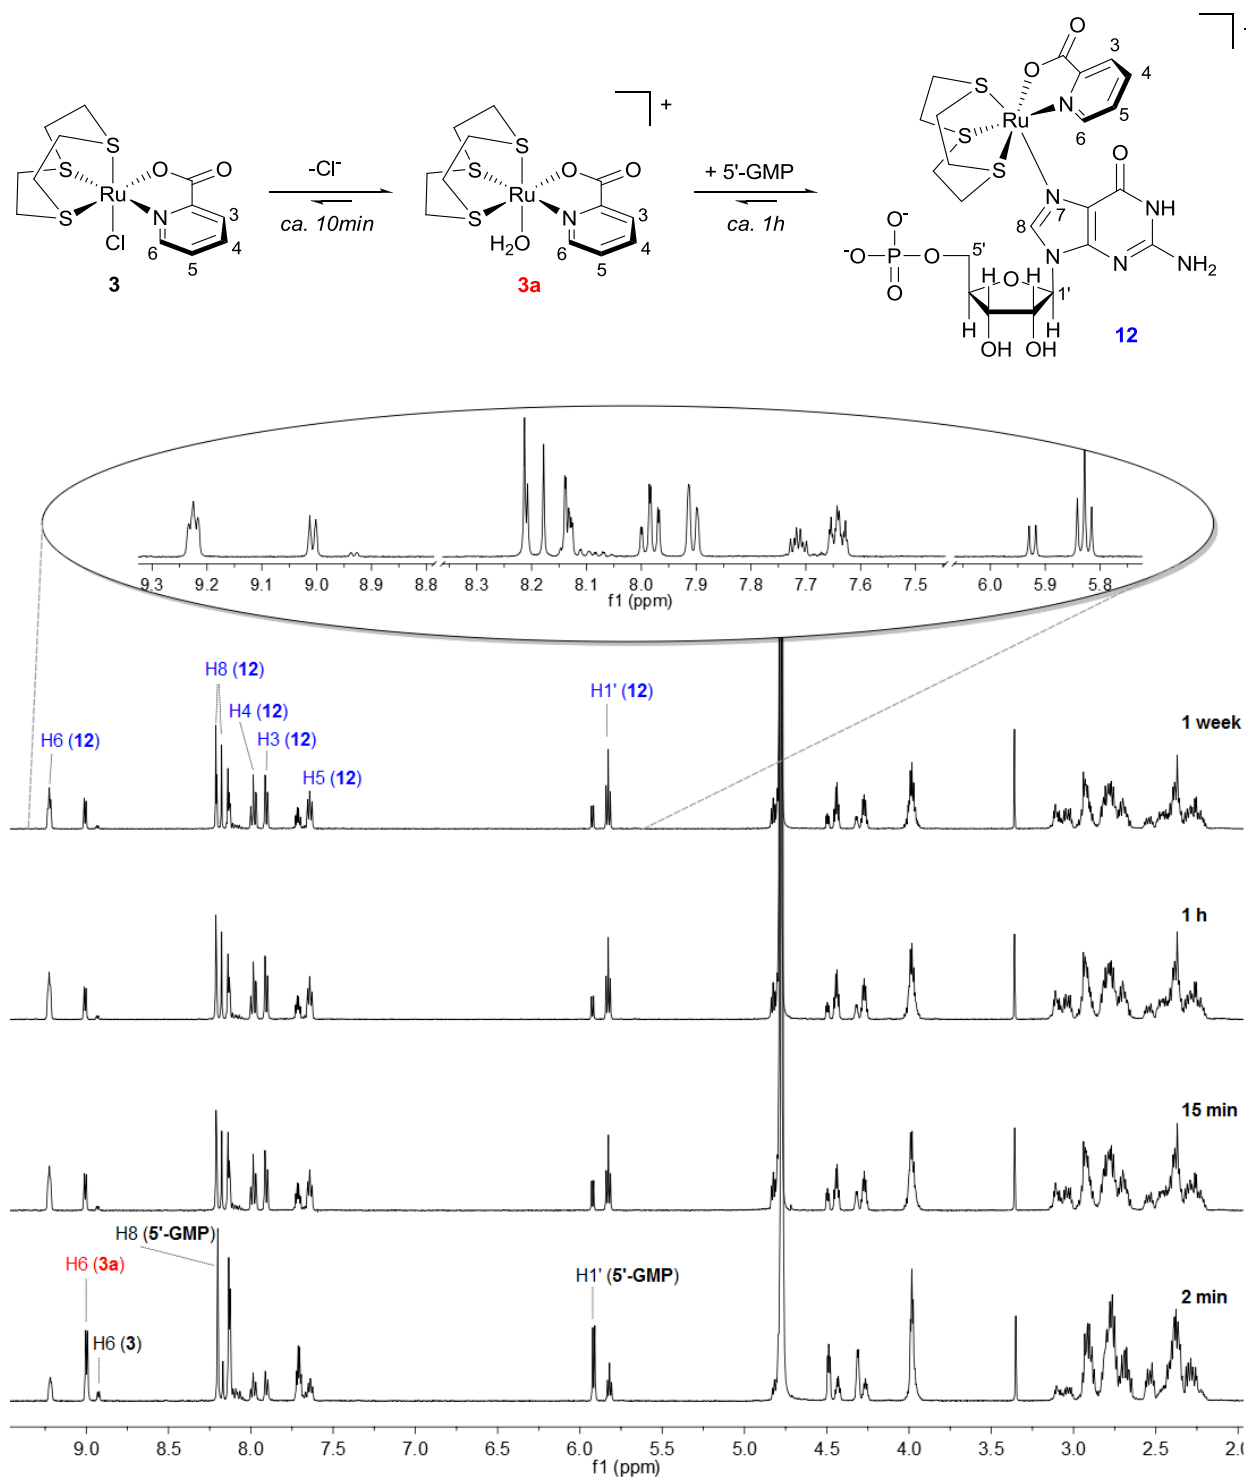 S
S
S
Ru
O
O
N
Cl
3
4
5
6
3
-Cl⁻
ca. 10min
] +
S
S
S
Ru
O
O
N
H₂O
3
4
5
6
3a
+ 5'-GMP
ca. 1h
O
O
3
4
5
6
S
S
S
Ru
N
O
7
N
8
N
NH
N
NH₂
O⁻
⁻O
P
O
O
5'
H
H
O
1'
H
H
OH OH
12
9.3 9.2 9.1 9.0 8.9 8.8 8.3 8.2 8.1 8.0 7.9 7.8 7.7 7.6 7.5 6.0 5.9 5.8
f1 (ppm)
H8 (12)
H4 (12)
H3 (12)
H6 (12)
H5 (12)
H1' (12)
1 week
1 h
15 min
H8 (5'-GMP)
H6 (3a)
H6 (3)
H1' (5'-GMP)
2 min
9.0 8.5 8.0 7.5 7.0 6.5 6.0 5.5 5.0 4.5 4.0 3.5 3.0 2.5 2.0
f1 (ppm)